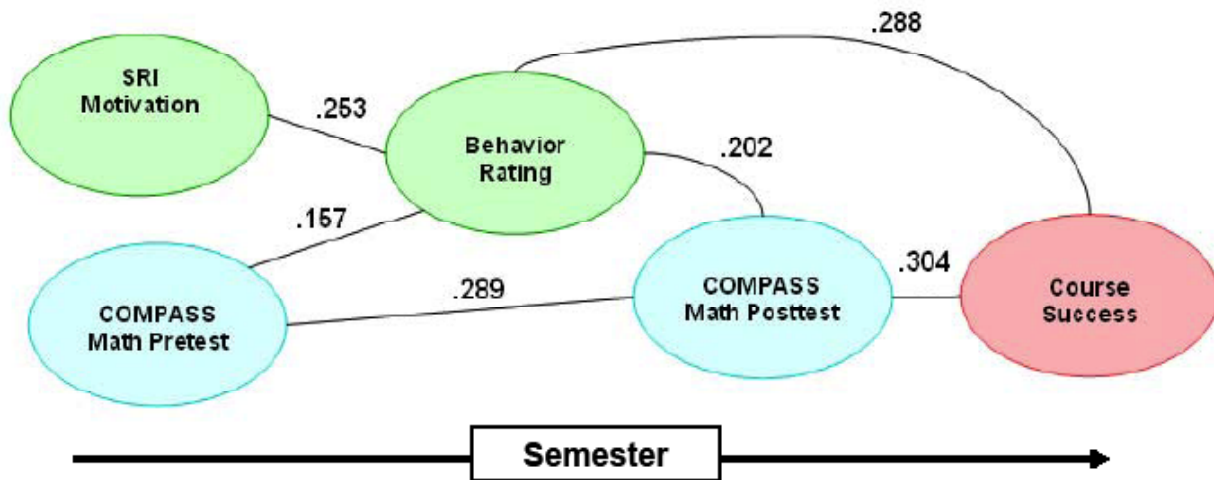 .288
SRI
Motivation
.253
Behavior
Rating
.202
.157
.289
COMPASS
Math Pretest
COMPASS
Math Posttest
.304
Course
Success
Semester